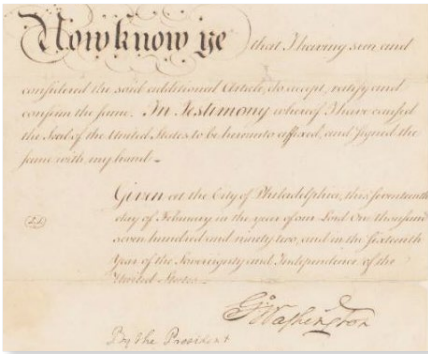 Now know ye that I having seen and
considered the said additional Article, do accept, ratify and
confirm the same. In Testimony whereof I have caused
the Seal of the United States to be hereunto affixed, and signed the
same with my hand.
Given at the City of Philadelphia, this seventeenth
day of February in the year of our Lord one thousand
seven hundred and ninety two, and in the sixteenth
Year of the Sovereignty and Independence of the
United States.
G:Washington
By the President